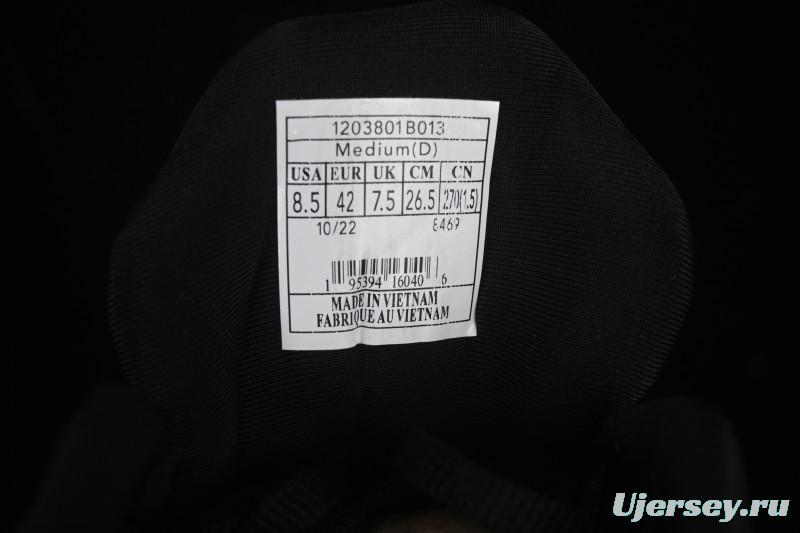 1203801B013
Medium(D)
USA EUR UK CM CN
8.5 42 7.5 26.5 270(1.5)
10/22 8469
1 95394 16040 6
MADE IN VIETNAM
FABRIQUE AU VIETNAM
Ujersey.ru